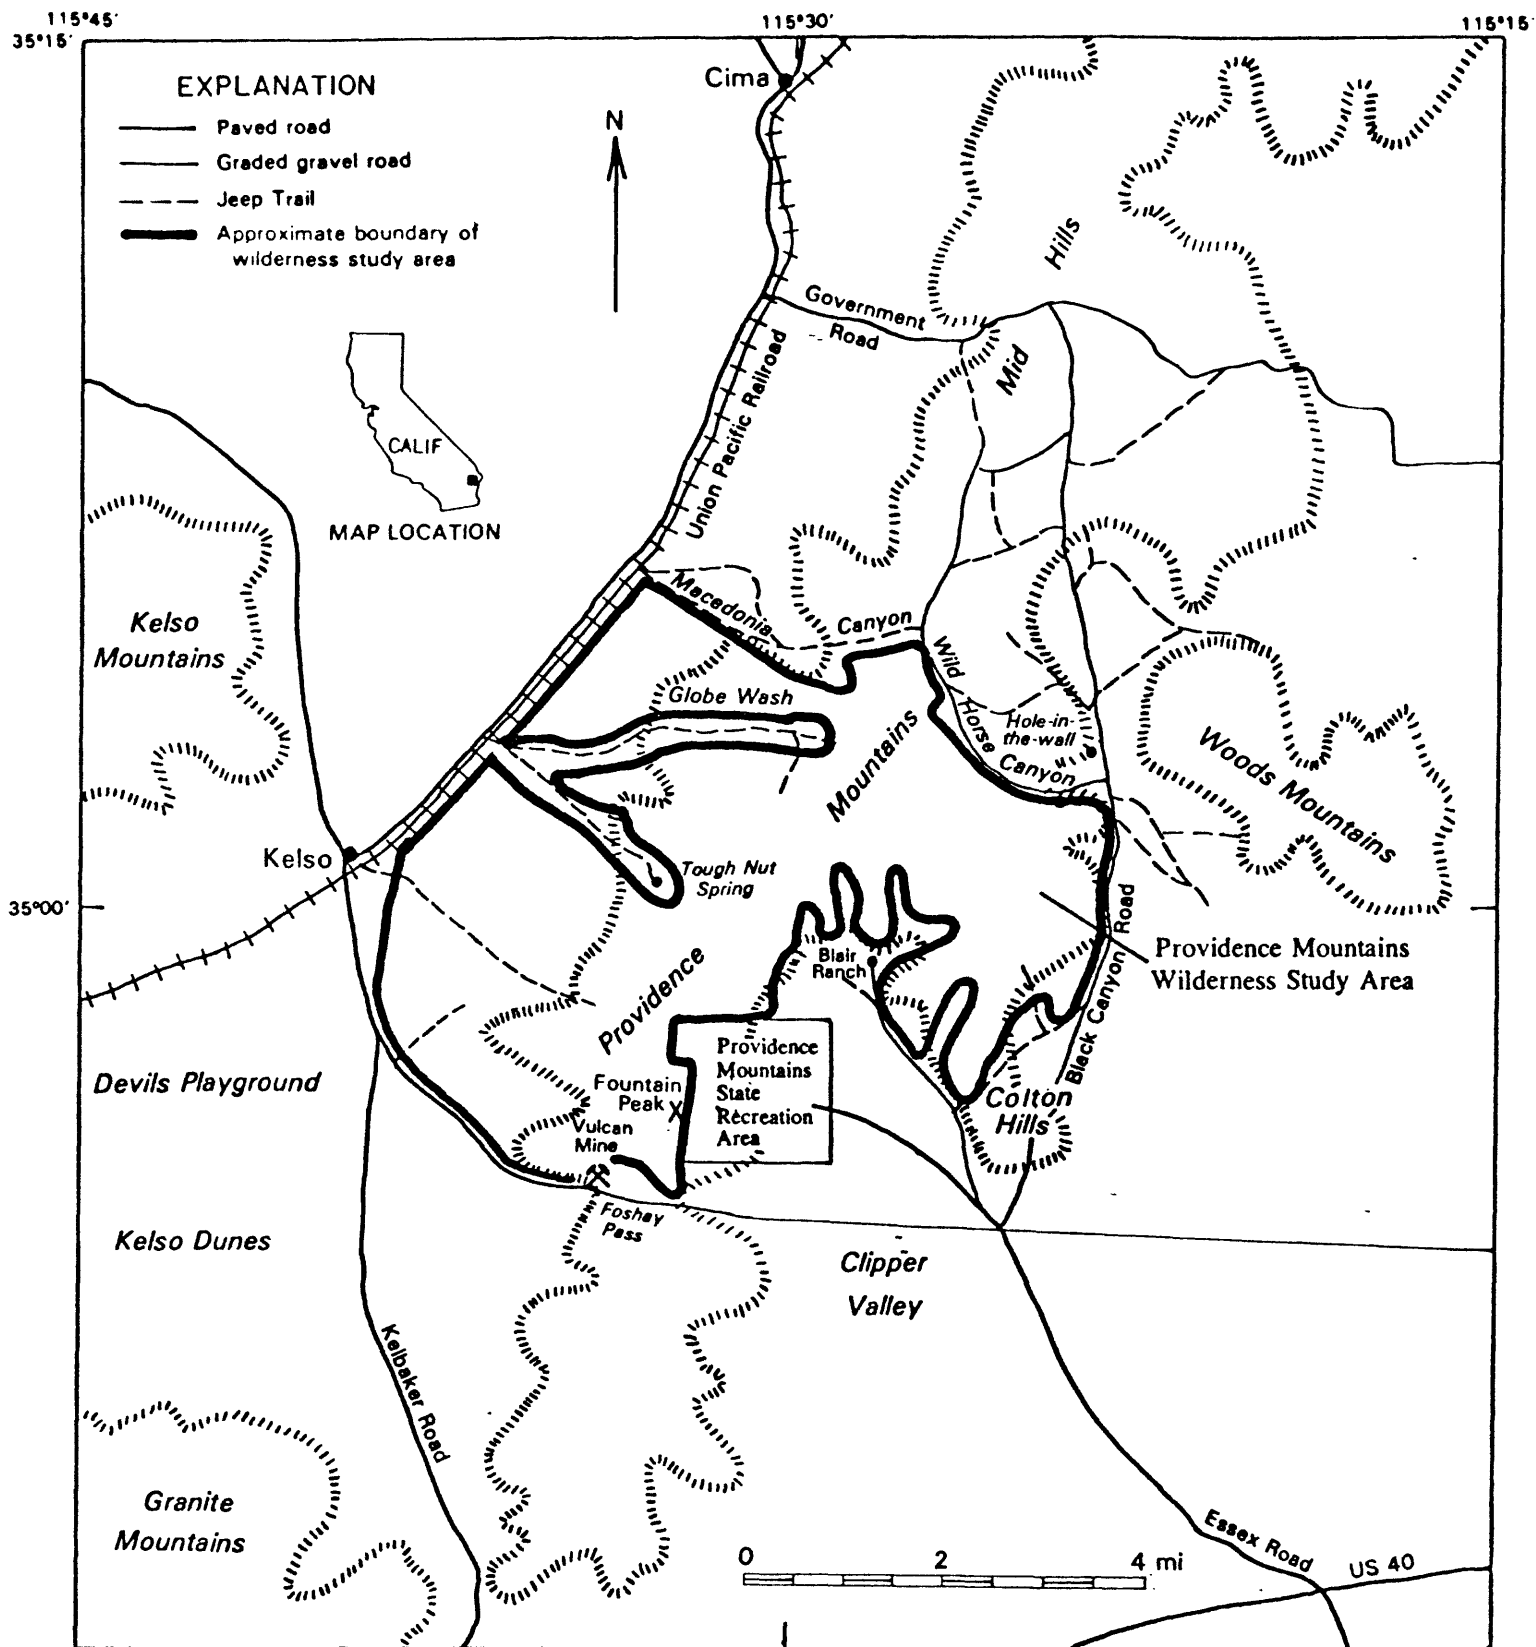 115°45′
115°30′
115°15′
35°15′
EXPLANATION
Paved road
Graded gravel road
Jeep Trail
Approximate boundary of
wilderness study area
N
Cima
Hills
Government
Road
Mid
Union Pacific Railroad
CALIF
MAP LOCATION
Kelso
Mountains
Macedonia
Canyon
Wild
Horse
Canyon
Globe Wash
Hole-in-
the-wall
Mountains
Woods Mountains
Kelso
Tough Nut
Spring
35°00′
Blair
Ranch
Road
Black Canyon
Providence Mountains
Wilderness Study Area
Providence
Devils Playground
Providence
Mountains
State
Recreation
Area
Fountain
Peak
Vulcan
Mine
Colton
Hills
Foshay
Pass
Kelso Dunes
Clipper
Valley
Kelbaker Road
Granite
Mountains
0 2 4 mi
Essex Road
US 40